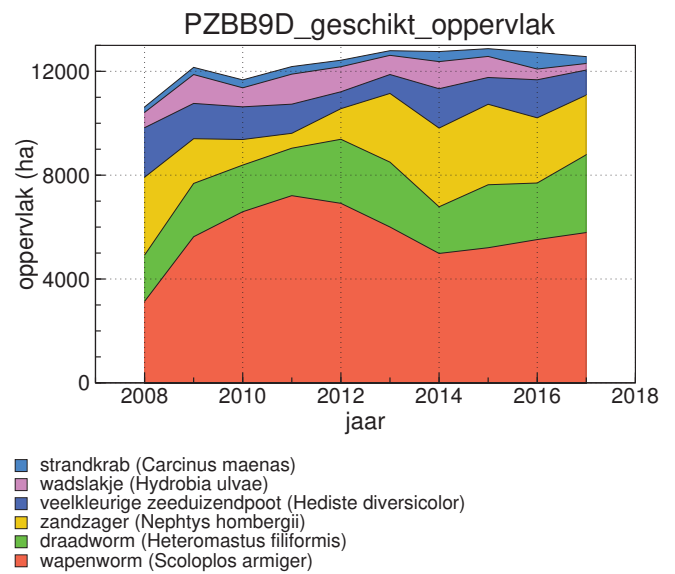 PZBB9D_geschikt_oppervlak
oppervlak (ha)
12000
8000
4000
0
2008 2010 2012 2014 2016 2018
jaar
strandkrab (Carcinus maenas)
wadslakje (Hydrobia ulvae)
veelkleurige zeeduizendpoot (Hediste diversicolor)
zandzager (Nephtys hombergii)
draadworm (Heteromastus filiformis)
wapenworm (Scoloplos armiger)